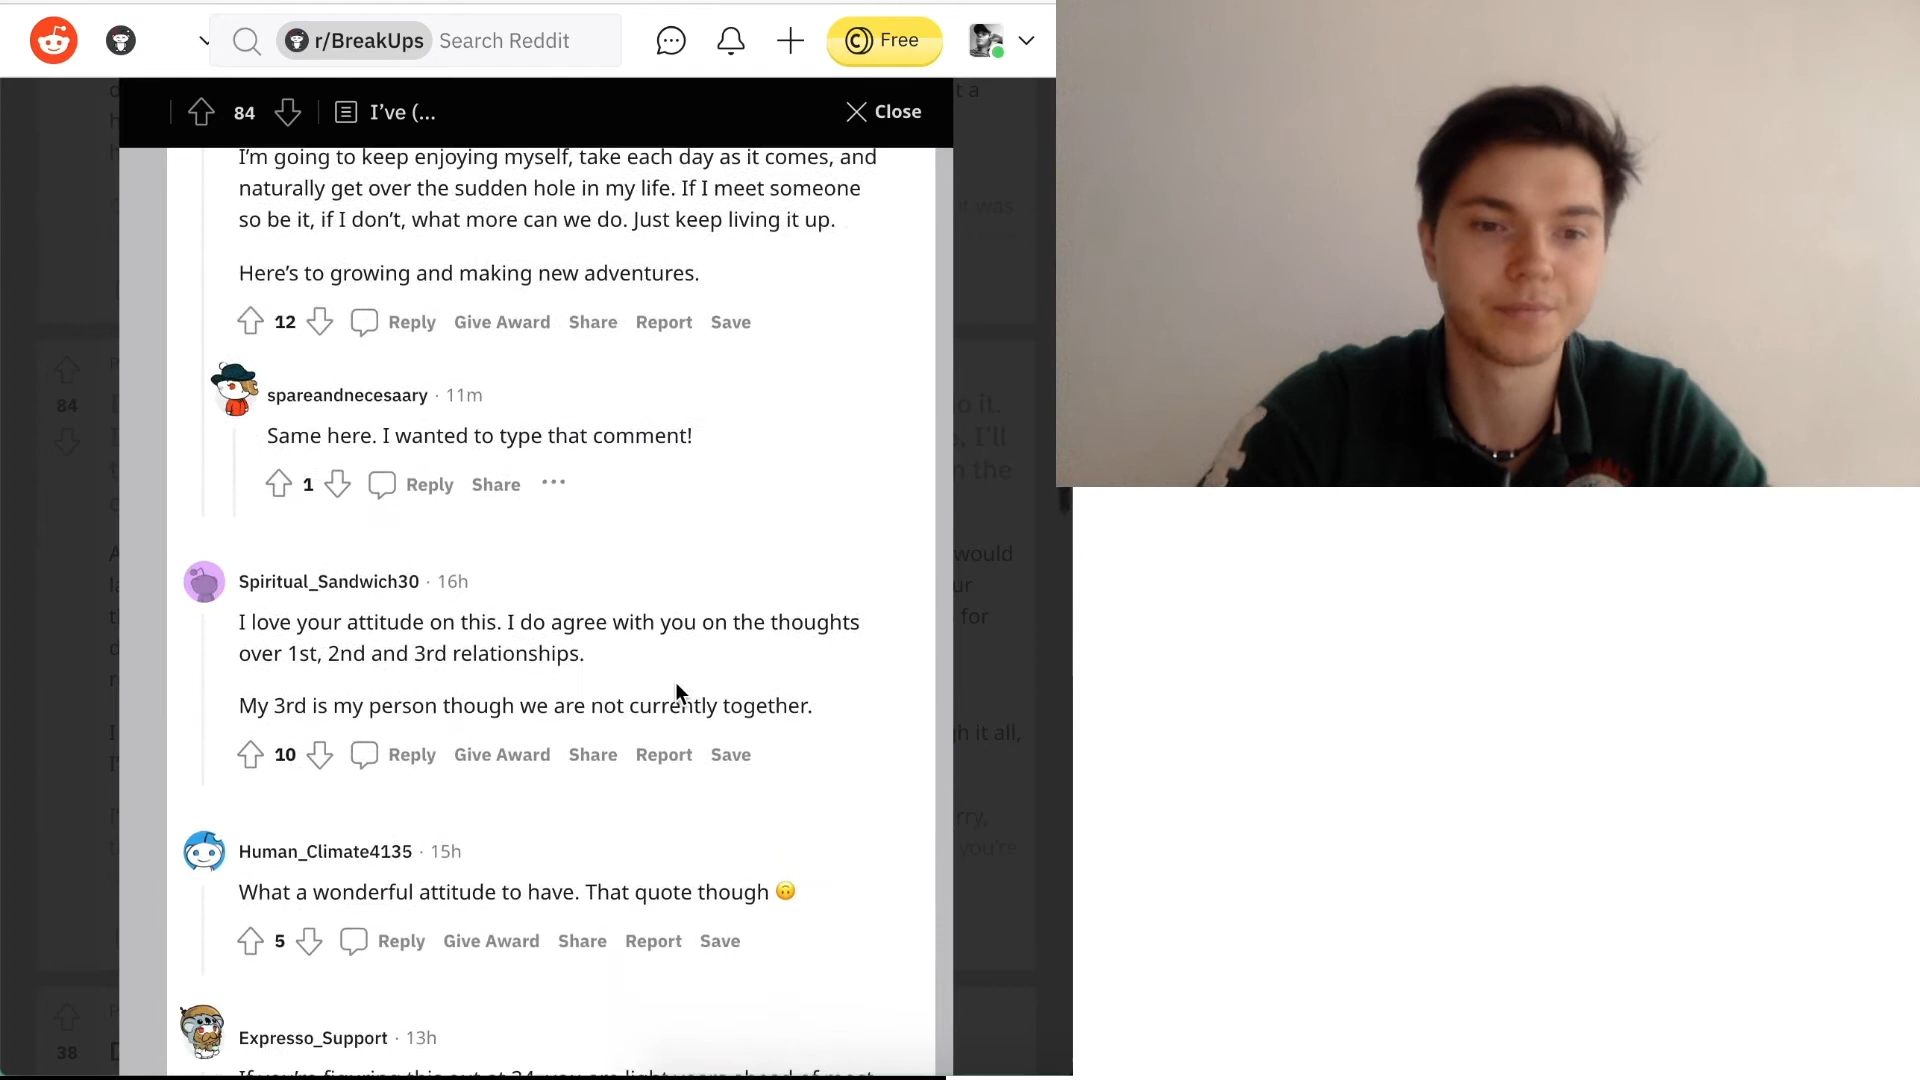 r/BreakUps Search Reddit
Free
84
I've (...
Close
I'm going to keep enjoying myself, take each day as it comes, and
naturally get over the sudden hole in my life. If I meet someone
so be it, if I don't, what more can we do. Just keep living it up.
Here's to growing and making new adventures.
12 Reply Give Award Share Report Save
spareandnecesaary · 11m
Same here. I wanted to type that comment!
1 Reply Share ...
Spiritual_Sandwich30 · 16h
I love your attitude on this. I do agree with you on the thoughts
over 1st, 2nd and 3rd relationships.
My 3rd is my person though we are not currently together.
10 Reply Give Award Share Report Save
Human_Climate4135 · 15h
What a wonderful attitude to have. That quote though 🙃
5 Reply Give Award Share Report Save
Expresso_Support · 13h
84
38
would
for
h it all,
you're